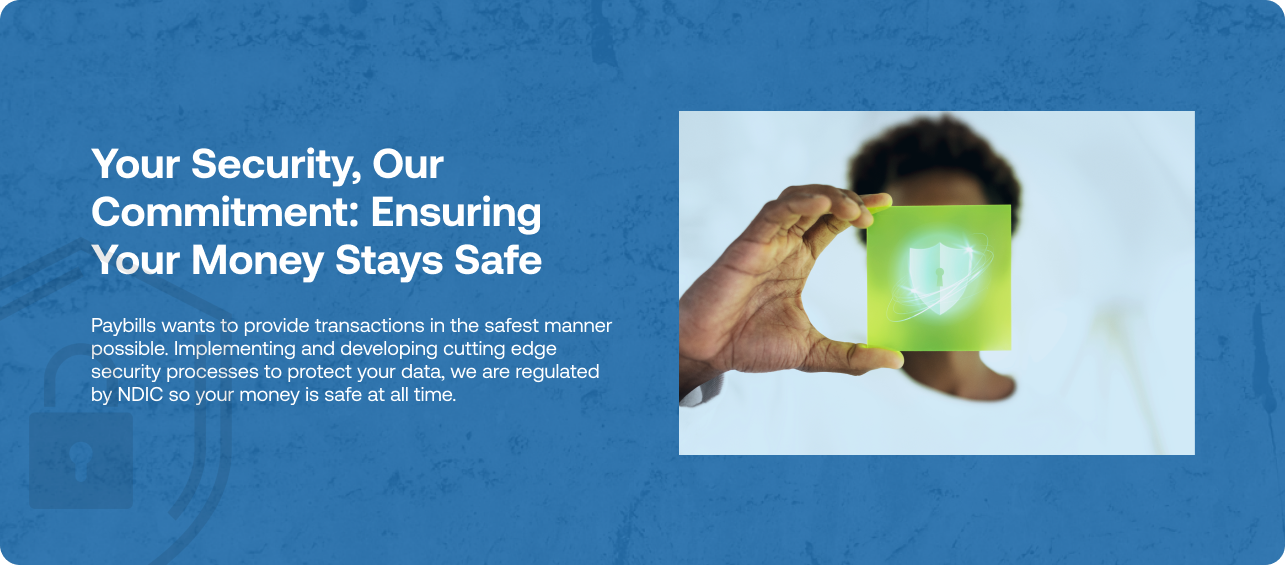 Your Security, Our
Commitment: Ensuring
Your Money Stays Safe
Paybills wants to provide transactions in the safest manner
possible. Implementing and developing cutting edge
security processes to protect your data, we are regulated
by NDIC so your money is safe at all time.